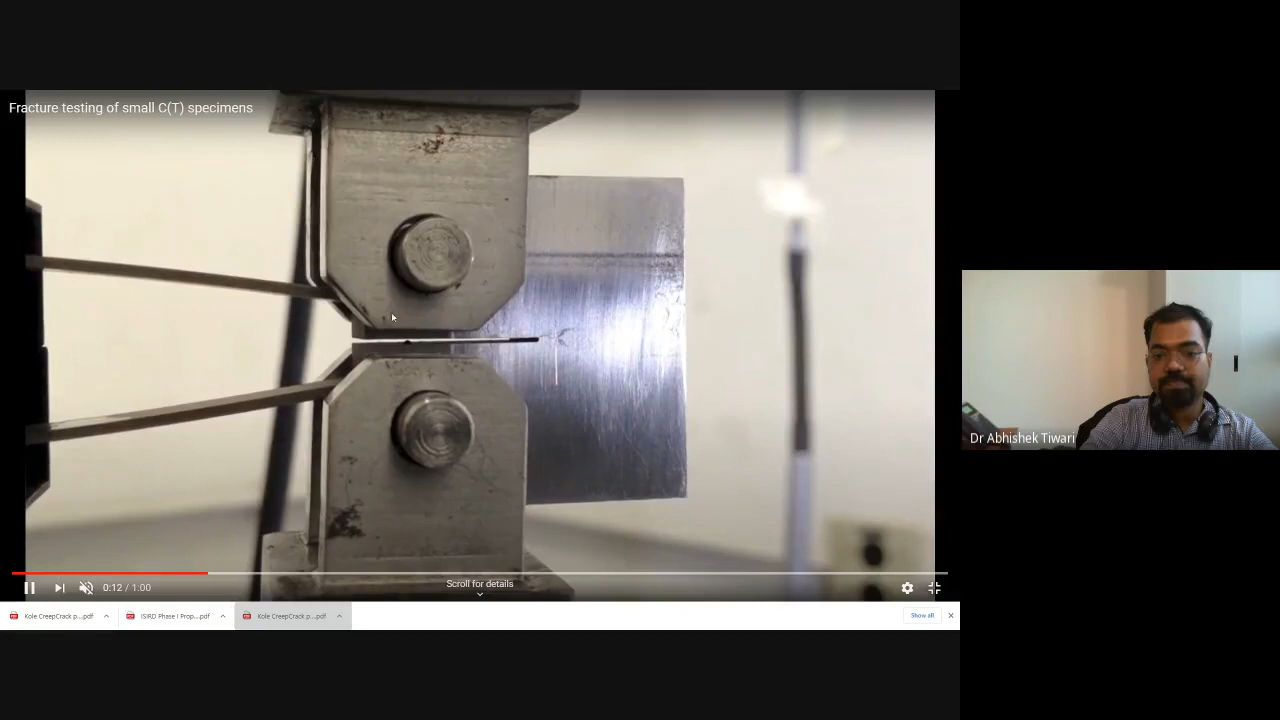 Fracture testing of small C(T) specimens
Dr Abhishek Tiwari
0:12 / 1:00
Scroll for details
Kole CreepCrack p....pdf
ISIRD Phase I Prop....pdf
Kole CreepCrack p....pdf
Show all